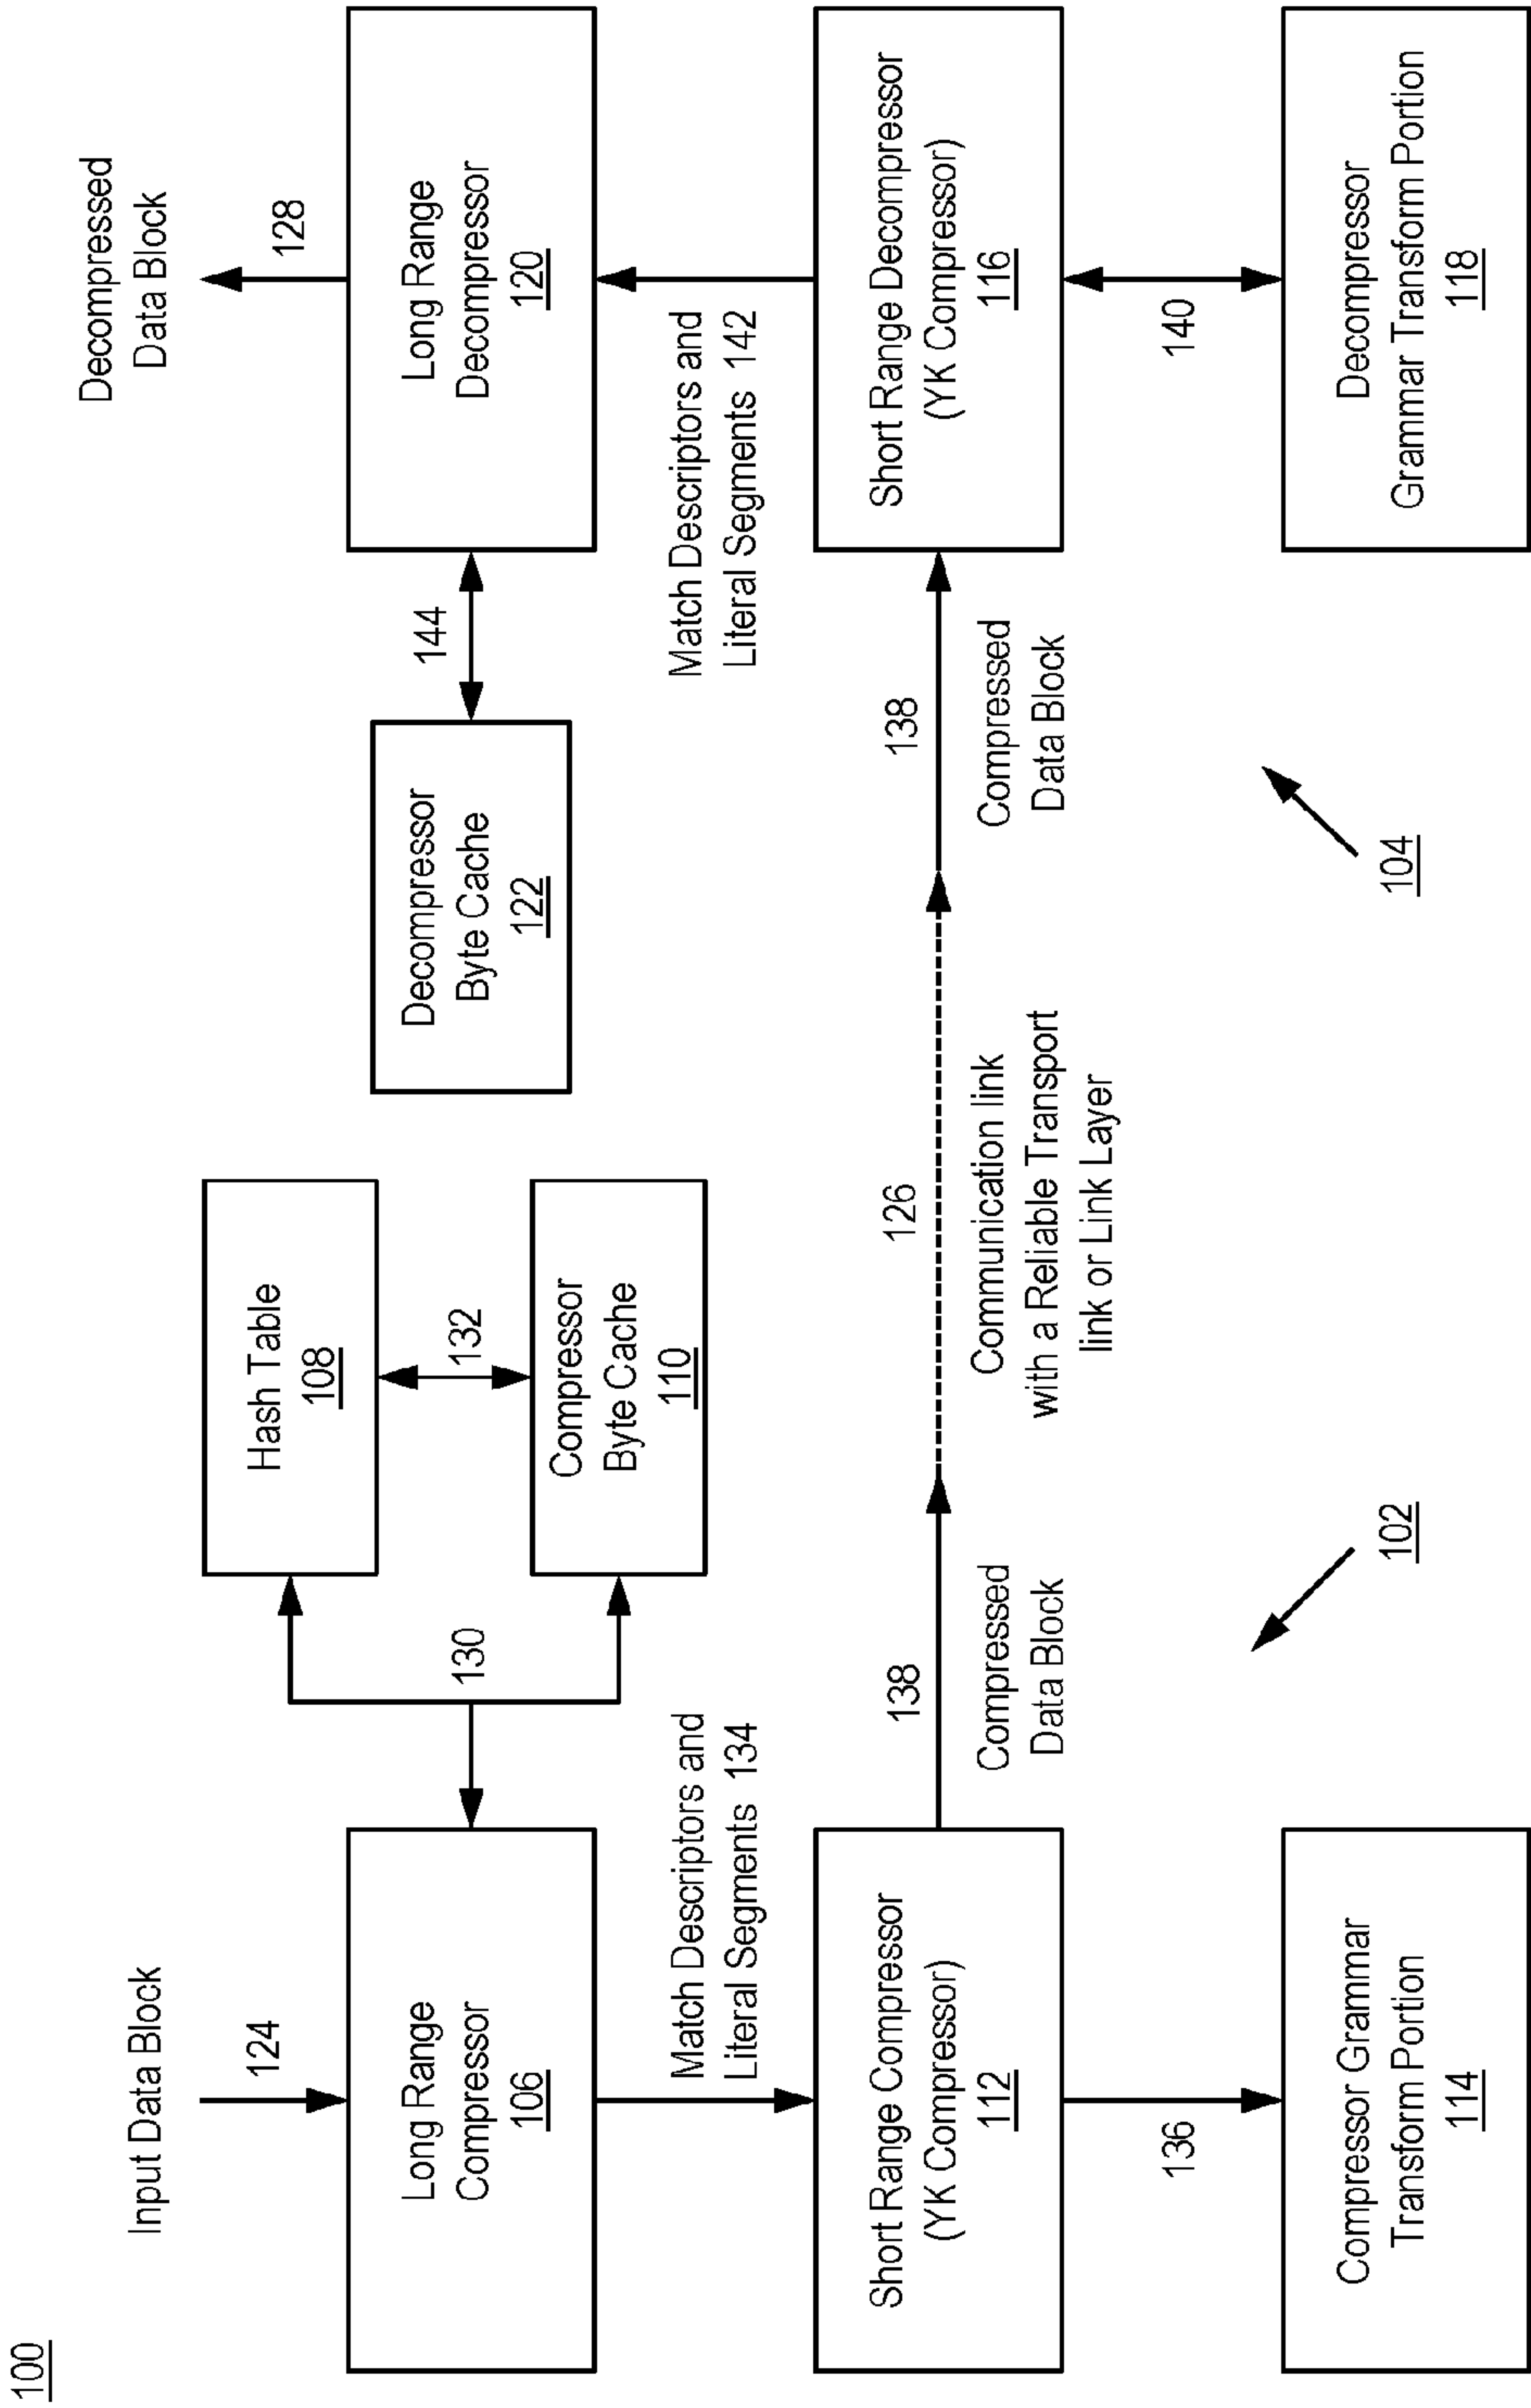 100
Input Data Block
124
Long Range
Compressor
106
130
Hash Table
108
132
Compressor
Byte Cache
110
Match Descriptors and
Literal Segments 134
Short Range Compressor
(YK Compressor)
112
136
Compressor Grammar
Transform Portion
114
138
Compressed
Data Block
102
126
Communication link
with a Reliable Transport
link or Link Layer
138
Compressed
Data Block
104
Decompressed
Data Block
128
Long Range
Decompressor
120
144
Decompressor
Byte Cache
122
Match Descriptors and
Literal Segments 142
Short Range Decompressor
(YK Compressor)
116
140
Decompressor
Grammar Transform Portion
118